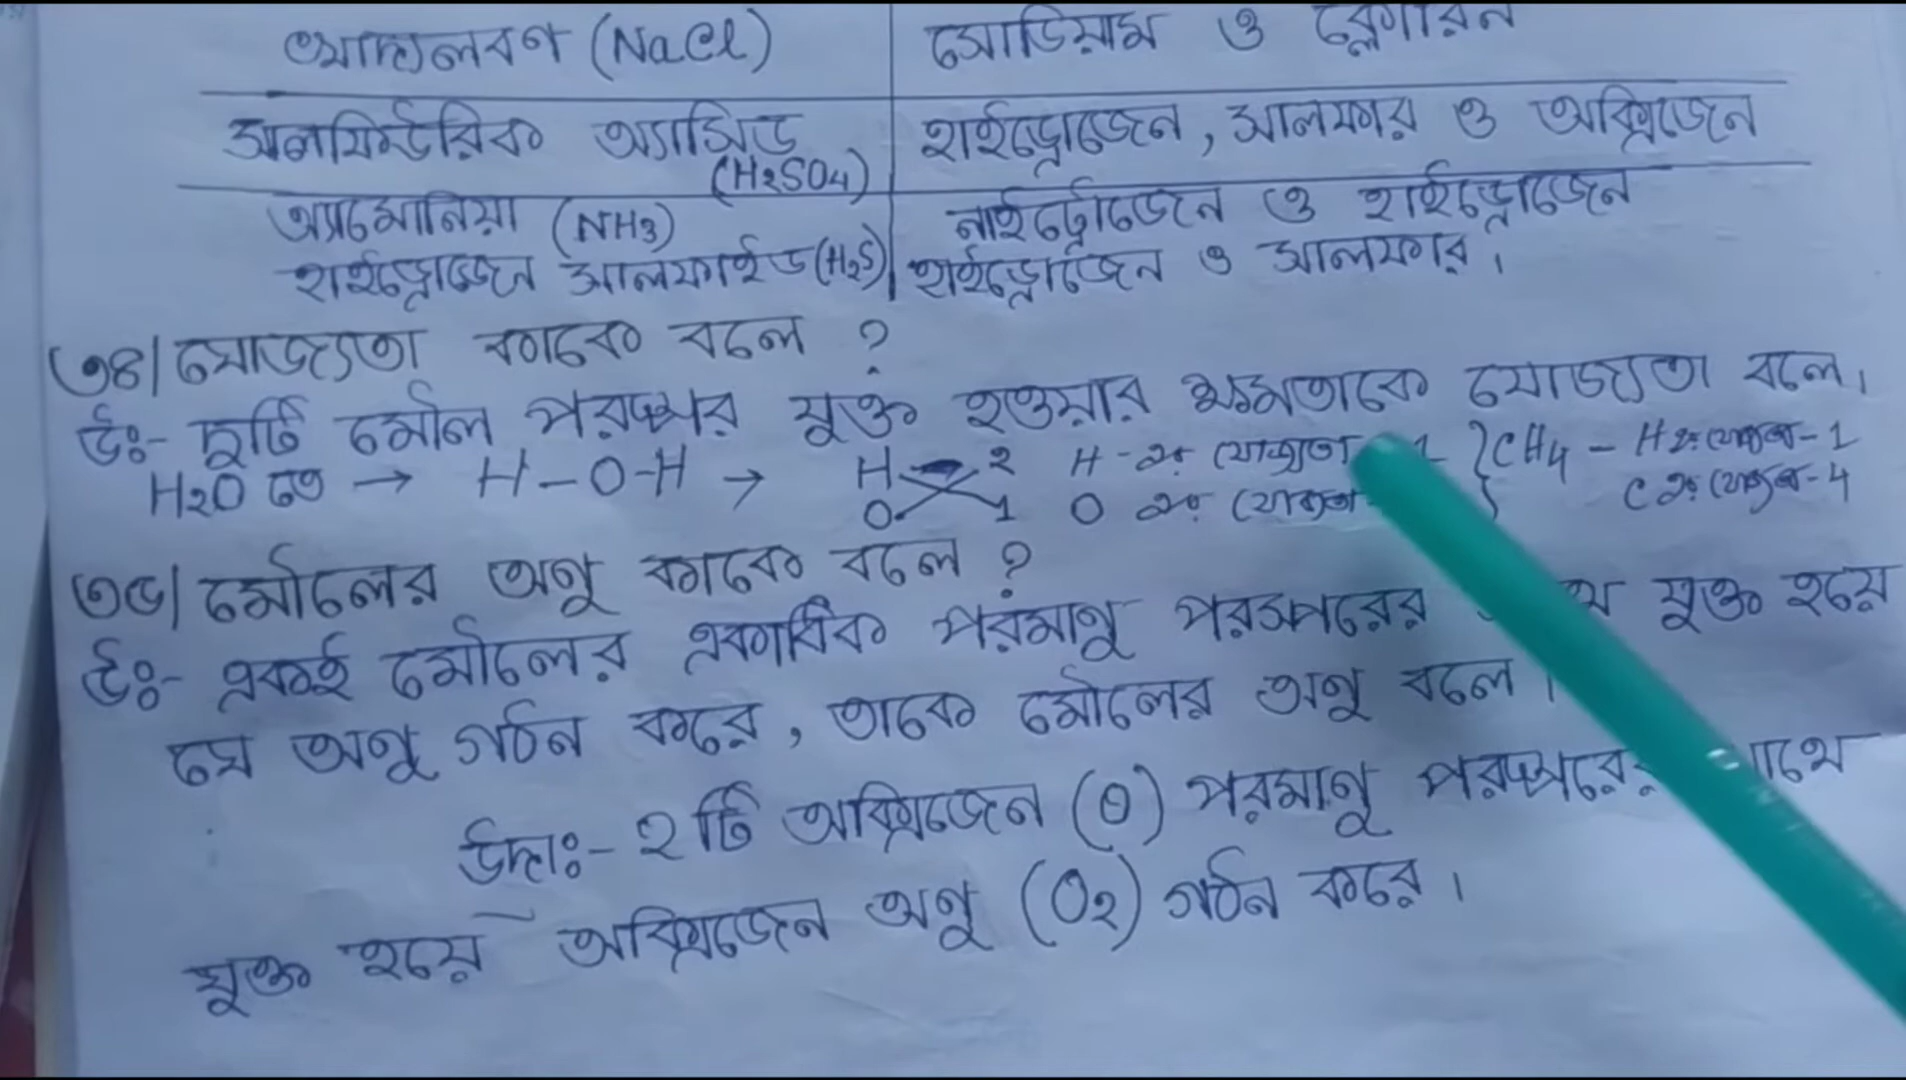 খাদ্যলবণ (NaCl) সোডিয়াম ও ক্লোরিন
সালফিউরিক অ্যাসিড (H₂SO₄) হাইড্রোজেন, সালফার ও অক্সিজেন
অ্যামোনিয়া (NH3) নাইট্রোজেন ও হাইড্রোজেন
হাইড্রোজেন সালফাইড (H₂S) হাইড্রোজেন ও সালফার।
৩৪| যোজ্যতা কাকে বলে ?
উঃ- দুটি মৌল পরস্পর যুক্ত হওয়ার ক্ষমতাকে যোজ্যতা বলে।
H₂O তে → H-O-H → H 2 H-এর যোজ্যতা 1 } CH4 - H এর যোজ্যতা-1
O 1 O এর যোজ্যতা C এর যোজ্যতা-4
৩৫| মৌলের অণু কাকে বলে ?
উঃ- একই মৌলের একাধিক পরমাণু পরস্পরের যুক্ত হয়ে
যে অণু গঠন করে, তাকে মৌলের অণু বলে।
উদাঃ- ২টি অক্সিজেন (O) পরমাণু পরস্পরের
যুক্ত হয়ে অক্সিজেন অণু (O₂) গঠন করে।